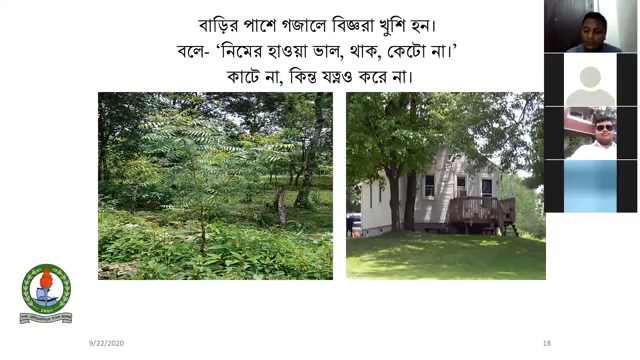 বাড়ির পাশে গজালে বিজ্ঞরা খুশি হন।
বলে- ‘নিমের হাওয়া ভাল, থাক, কেটো না।’
কাটে না, কিন্তু যত্নও করে না।
9/22/2020
18